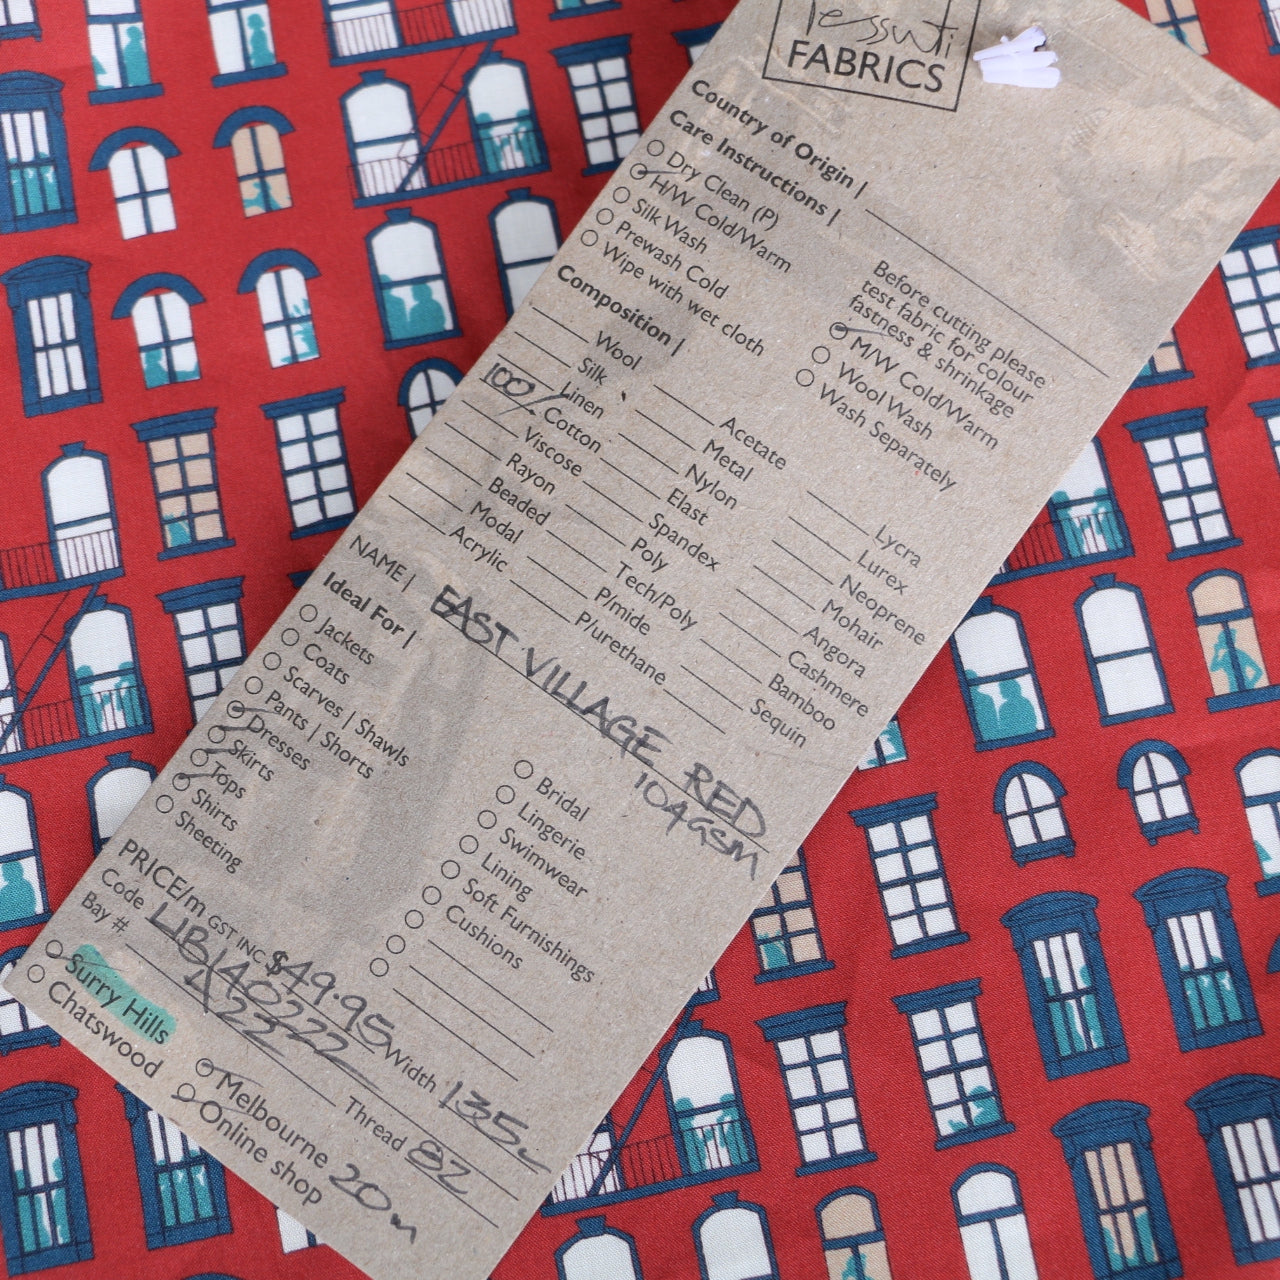 Tessuti
FABRICS
Country of Origin |
Care Instructions |
Dry Clean (P)
H/W Cold/Warm
Silk Wash
Prewash Cold
Wipe with wet cloth
Before cutting please
test fabric for colour
fastness & shrinkage
M/W Cold/Warm
Wool Wash
Wash Separately
Composition |
Wool
Silk
Linen
100% Cotton
Viscose
Rayon
Beaded
Modal
Acrylic
Acetate
Metal
Nylon
Elast
Spandex
Poly
Tech/Poly
P/mide
P/urethane
Lycra
Lurex
Neoprene
Mohair
Angora
Cashmere
Bamboo
Sequin
NAME | EAST VILLAGE RED
104GSM
Ideal For |
Jackets
Coats
Scarves | Shawls
Pants | Shorts
Dresses
Skirts
Tops
Shirts
Sheeting
Bridal
Lingerie
Swimwear
Lining
Soft Furnishings
Cushions
PRICE/m GST INC $49.95 Width 135
Code LIB140222 Thread 82
Bay # A222
Surry Hills
Chatswood
Melbourne
Online shop 20m